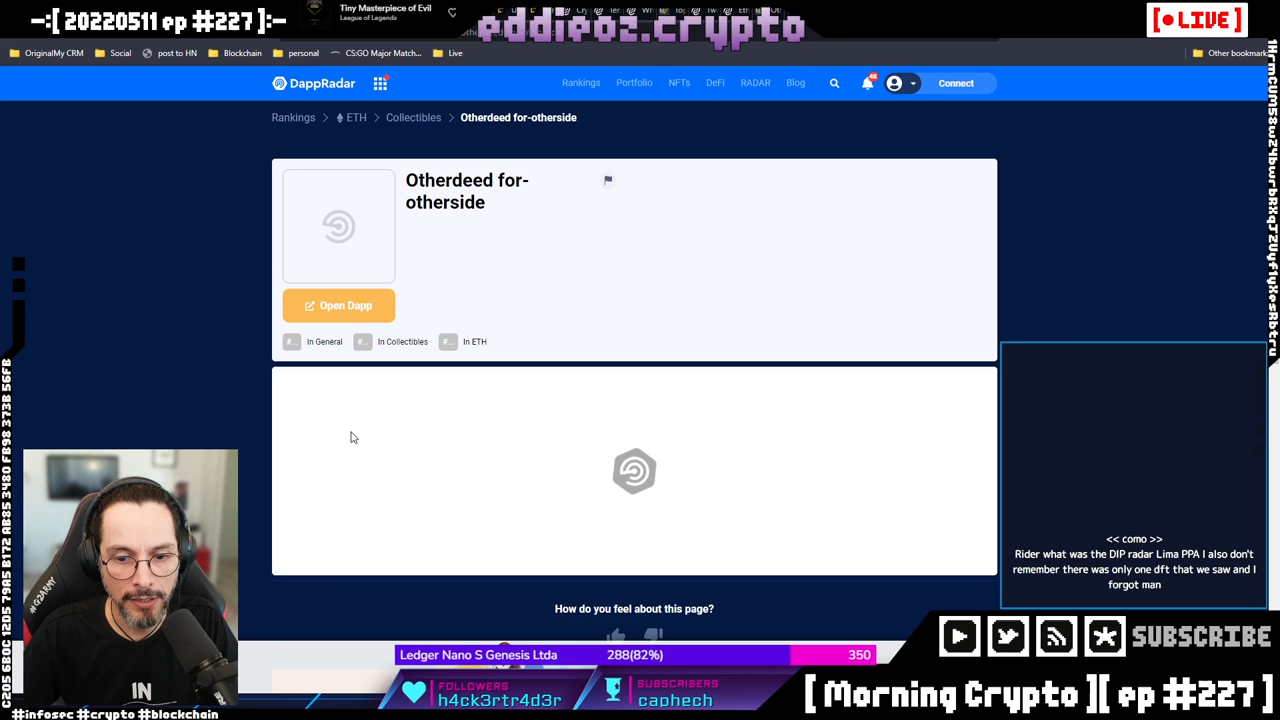 -:[ 20220511 ep #227 ]:-
Tiny Masterpiece of Evil
League of Legends
eddieoz.crypto
[ LIVE ]
OriginalMy CRM
Social
post to HN
Blockchain
personal
CS:GO Major Match...
Live
Other bookmark
DappRadar
Rankings
Portfolio
NFTs
DeFi
RADAR
Blog
48
Connect
Rankings
ETH
Collectibles
Otherdeed for-otherside
Otherdeed for-
otherside
Open Dapp
#...
In General
#...
In Collectibles
#...
In ETH
How do you feel about this page?
<< como >>
Rider what was the DIP radar Lima PPA I also don't
remember there was only one dft that we saw and I
forgot man
#G2ARMY
IN
Ledger Nano S Genesis Ltda
288(82%)
350
FOLLOWERS
h4ck3rtr4d3r
SUBSCRIBERS
caphech
SUBSCRIBE
[ Morning Crypto ][ ep #227 ]
#infosec #crypto #blockchain